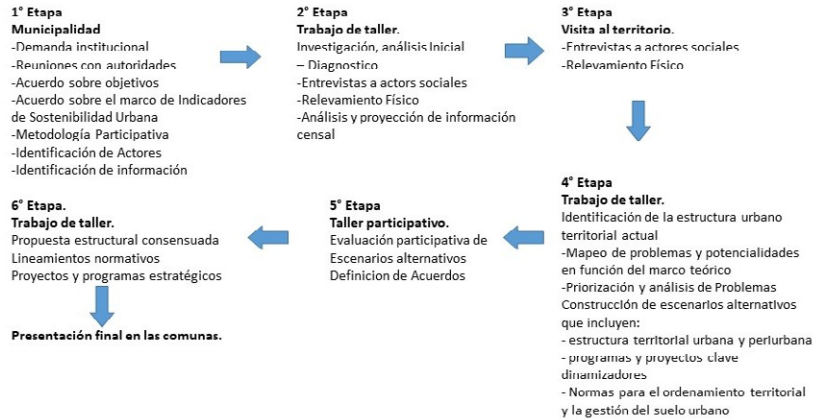 1° Etapa
Municipalidad
-Demanda institucional
-Reuniones con autoridades
-Acuerdo sobre objetivos
-Acuerdo sobre el marco de Indicadores
de Sostenibilidad Urbana
-Metodología Participativa
-Identificación de Actores
-Identificación de información
2° Etapa
Trabajo de taller.
Investigación, análisis Inicial
– Diagnostico
-Entrevistas a actors sociales
-Relevamiento Físico
-Análisis y proyección de información
censal
3° Etapa
Visita al territorio.
-Entrevistas a actores sociales
-Relevamiento Físico
4° Etapa
Trabajo de taller.
Identificación de la estructura urbano
territorial actual
-Mapeo de problemas y potencialidades
en función del marco teórico
-Priorización y análisis de Problemas
Construcción de escenarios alternativos
que incluyen:
- estructura territorial urbana y periurbana
- programas y proyectos clave
dinamizadores
- Normas para el ordenamiento territorial
y la gestión del suelo urbano
5° Etapa
Taller participativo.
Evaluación participativa de
Escenarios alternativos
Definicion de Acuerdos
6° Etapa.
Trabajo de taller.
Propuesta estructural consensuada
Lineamientos normativos
Proyectos y programas estratégicos
Presentación final en las comunas.